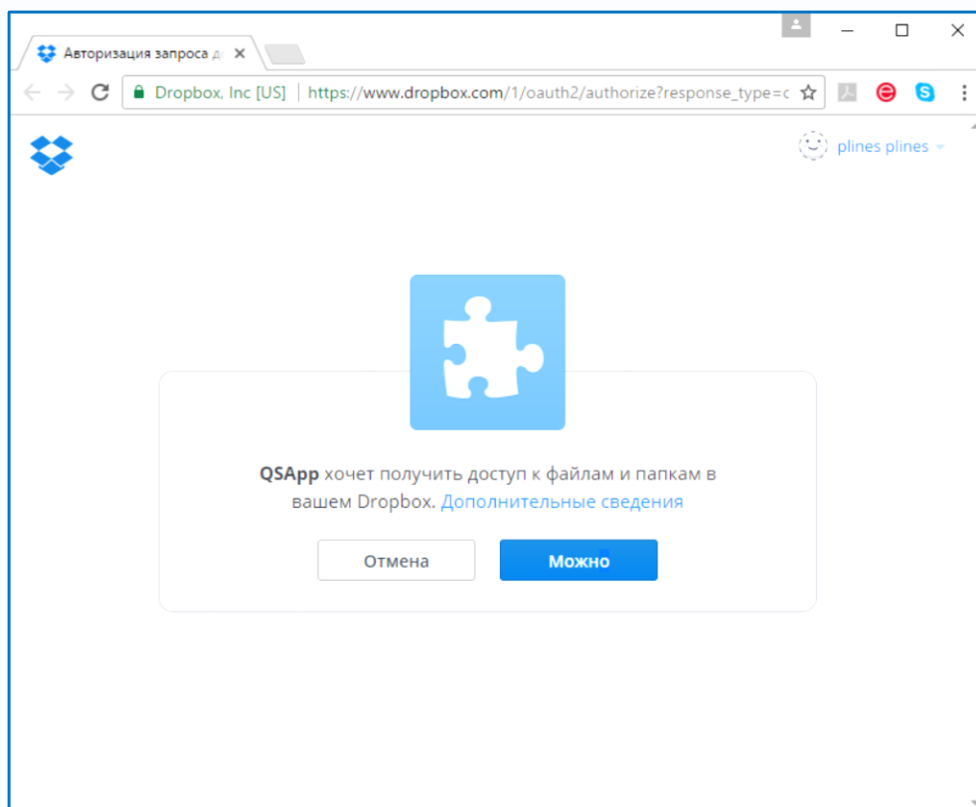 Авторизация запроса д
Dropbox, Inc [US] https://www.dropbox.com/1/oauth2/authorize?response_type=c
plines plines
QSApp хочет получить доступ к файлам и папкам в
вашем Dropbox. Дополнительные сведения
Отмена Можно